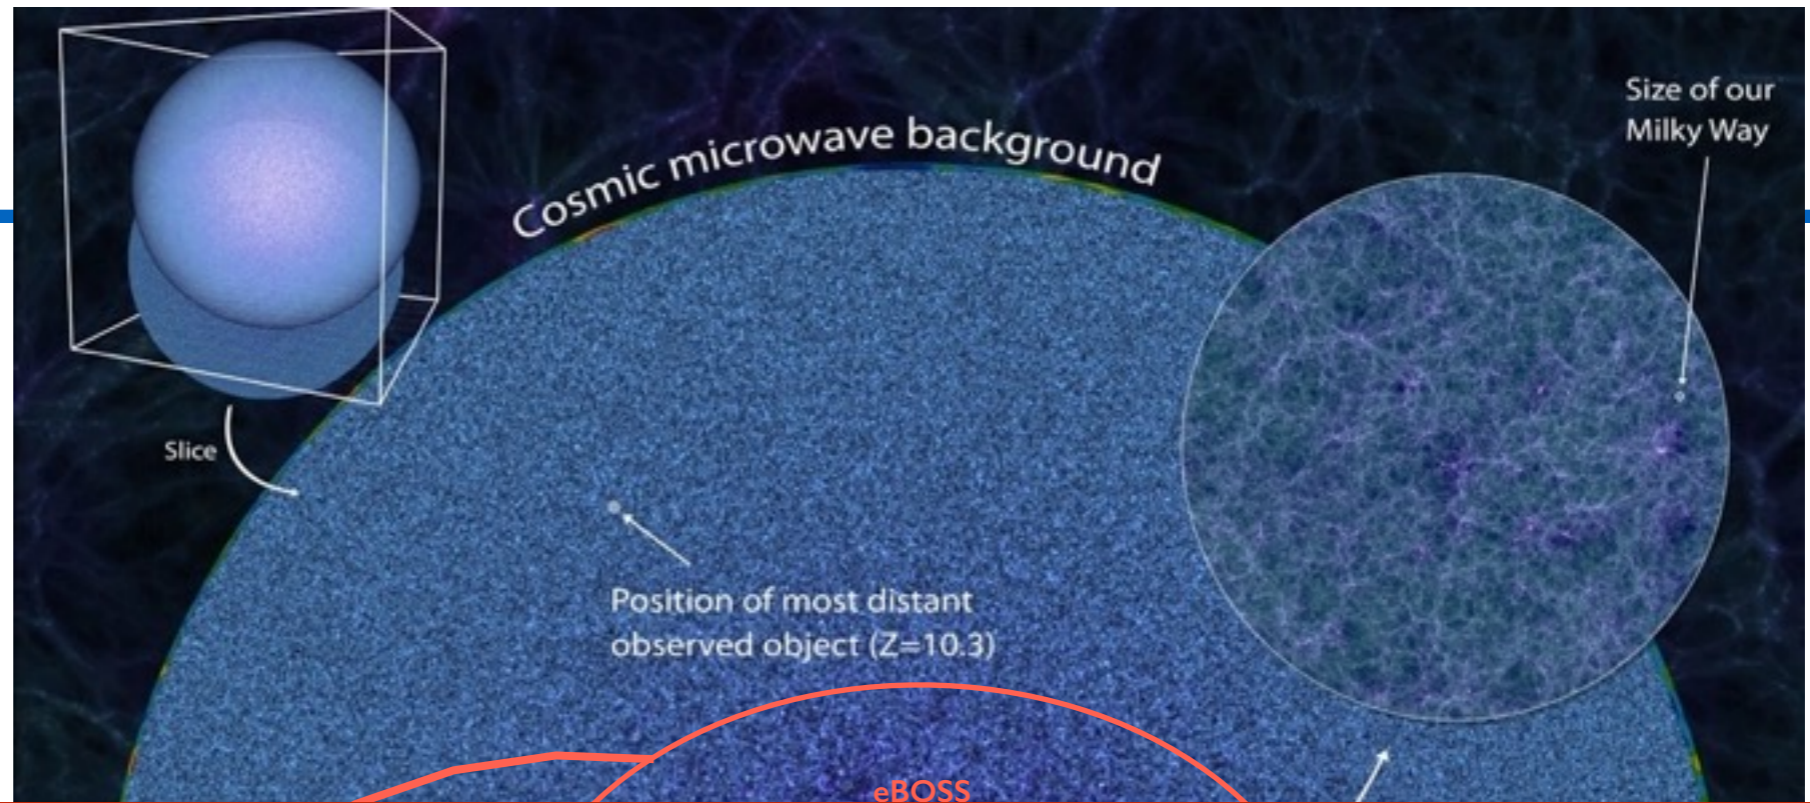 Cosmic microwave background
Size of our
Milky Way
Slice
Position of most distant
observed object (Z=10.3)
eBOSS